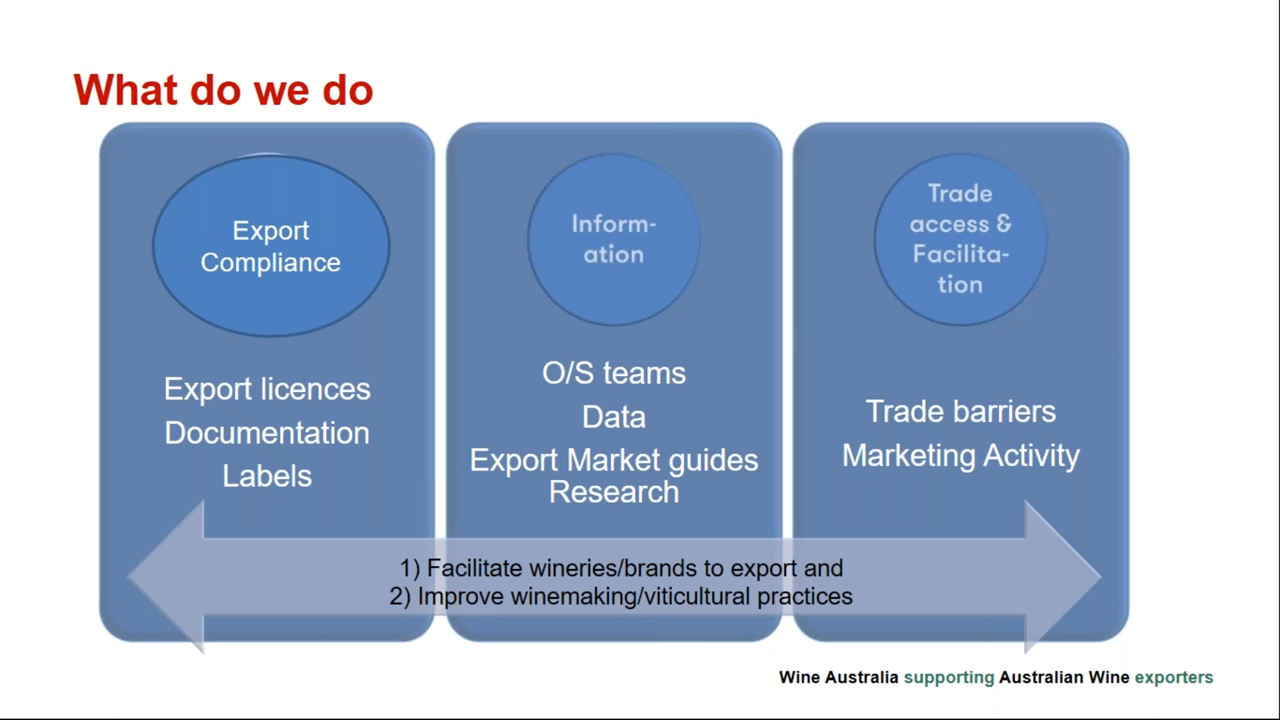 What do we do
Export
Compliance
Export licences
Documentation
Labels
Inform-
ation
O/S teams
Data
Export Market guides
Research
Trade
access &
Facilita-
tion
Trade barriers
Marketing Activity
1) Facilitate wineries/brands to export and
2) Improve winemaking/viticultural practices
Wine Australia supporting Australian Wine exporters